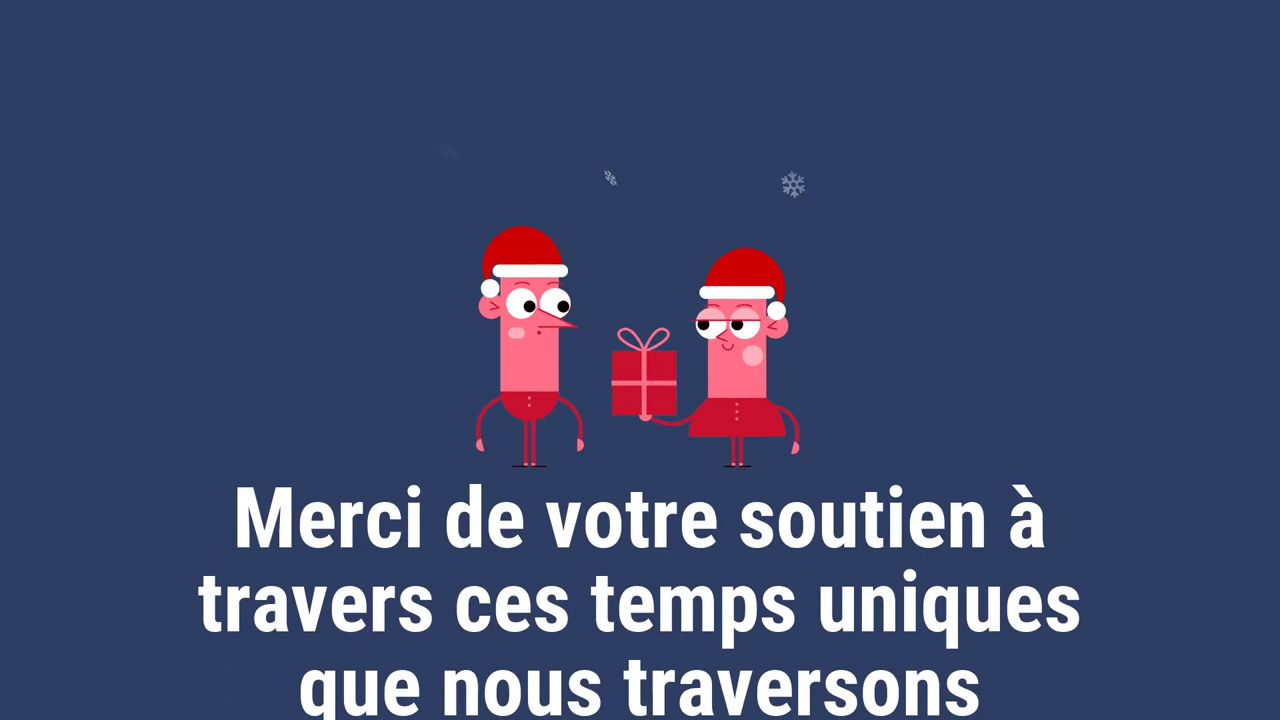 Merci de votre soutien à
travers ces temps uniques
que nous traversons